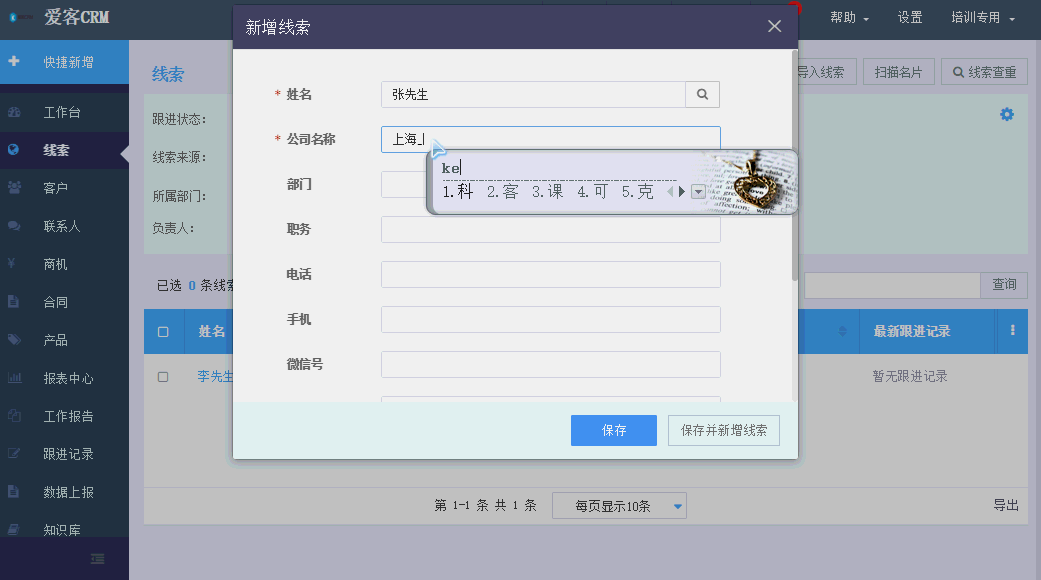 爱客CRM
帮助
设置
培训专用
快捷新增
工作台
线索
客户
联系人
商机
合同
产品
报表中心
工作报告
跟进记录
数据上报
知识库
线索
导入线索
扫描名片
线索查重
跟进状态:
线索来源:
所属部门:
负责人:
已选 0 条线索
查询
姓名
最新跟进记录
李先生
暂无跟进记录
第 1-1 条 共 1 条
每页显示10条
导出
新增线索
* 姓名
张先生
* 公司名称
上海
ke
1.科 2.客 3.课 4.可 5.克
Love
部门
职务
电话
手机
微信号
保存
保存并新增线索